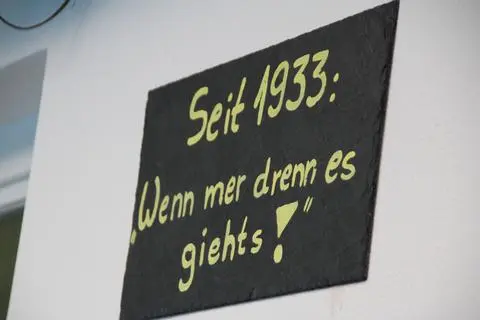 Seit 1933:
„Wenn mer drenn es
giehts!"